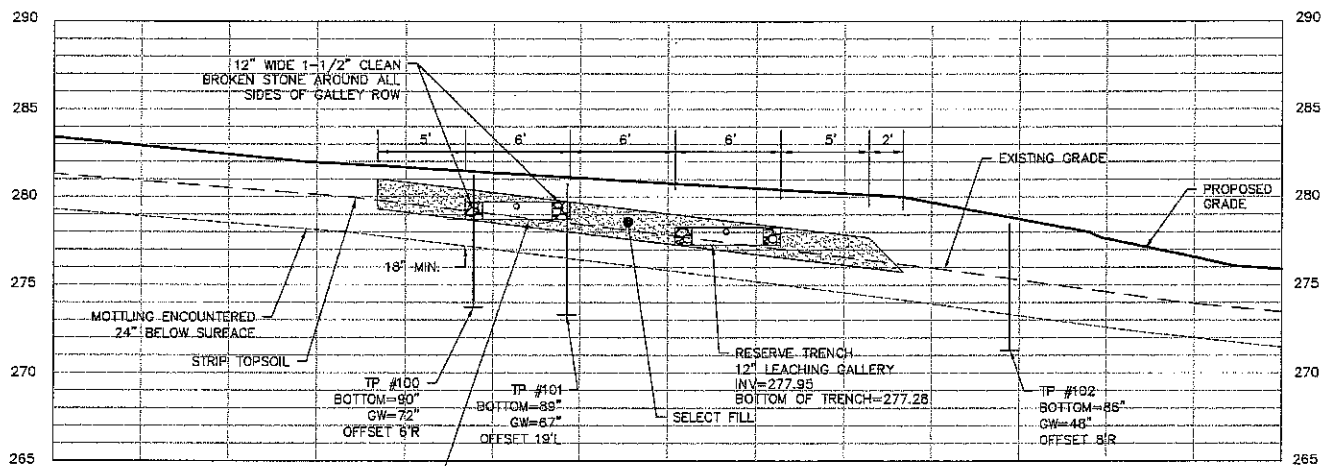 290
290
12" WIDE 1-1/2" CLEAN
BROKEN STONE AROUND ALL
SIDES OF GALLEY ROW
285
285
5'
6'
6'
6'
5'
2'
EXISTING GRADE
PROPOSED
GRADE
280
280
18" MIN.
275
275
MOTTLING ENCOUNTERED
24" BELOW SURFACE
STRIP TOPSOIL
RESERVE TRENCH
12" LEACHING GALLERY
INV=277.95
BOTTOM OF TRENCH=277.28
270
270
TP #100
BOTTOM=90"
GW=72"
OFFSET 6'R
TP #101
BOTTOM=89"
GW=67"
OFFSET 19'L
SELECT FILL
TP #102
BOTTOM=86"
GW=48"
OFFSET 8'R
265
265